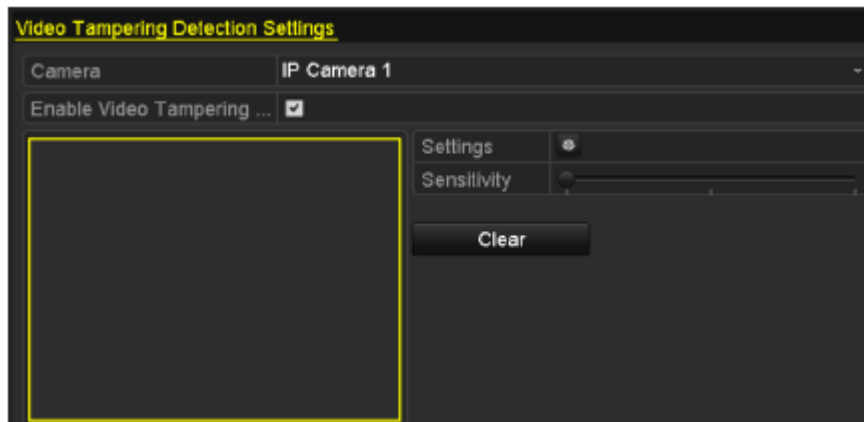 Video Tampering Detection Settings
Camera IP Camera 1
Enable Video Tampering ...
Settings
Sensitivity
Clear